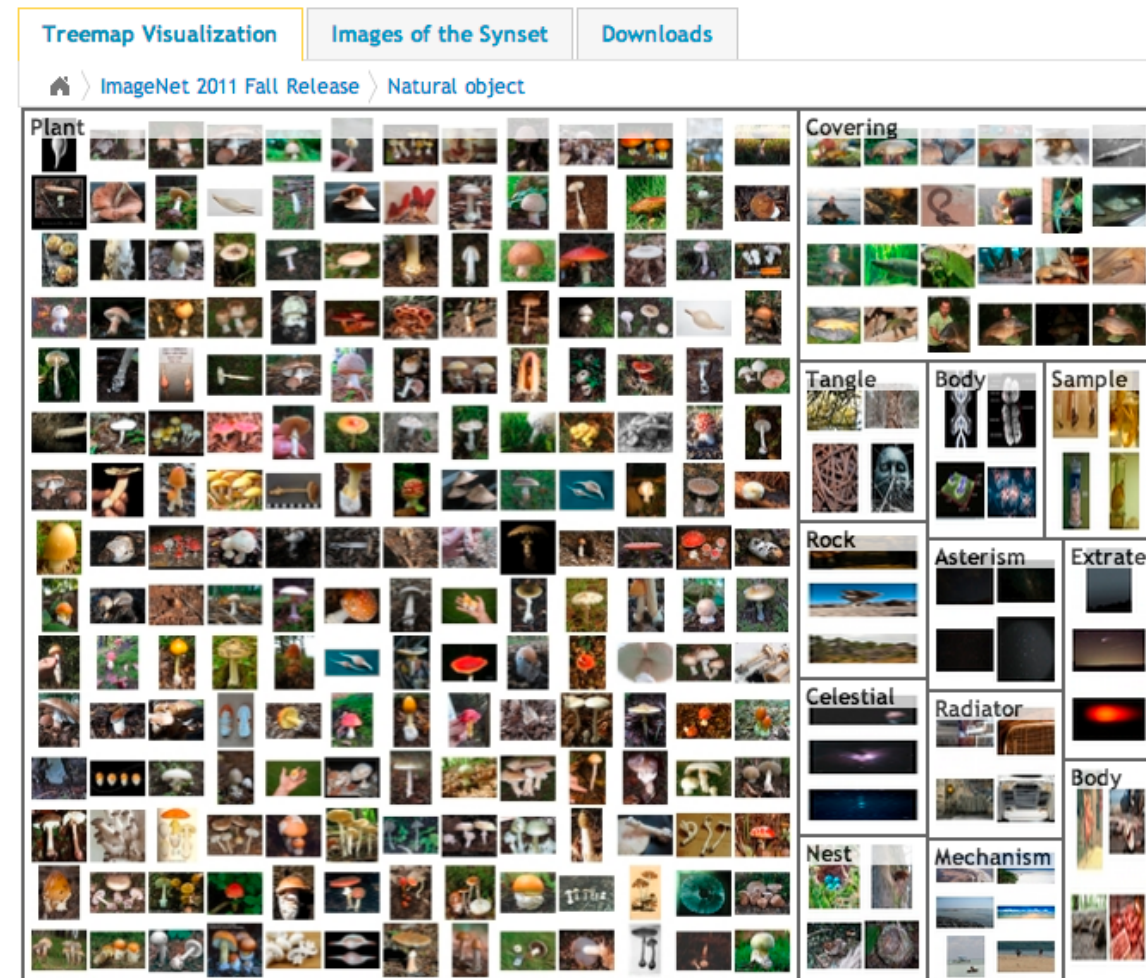 Treemap Visualization
Images of the Synset
Downloads
ImageNet 2011 Fall Release
Natural object
Plant
Covering
Tangle
Body
Sample
Rock
Asterism
Extrate
Celestial
Radiator
Body
Nest
Mechanism